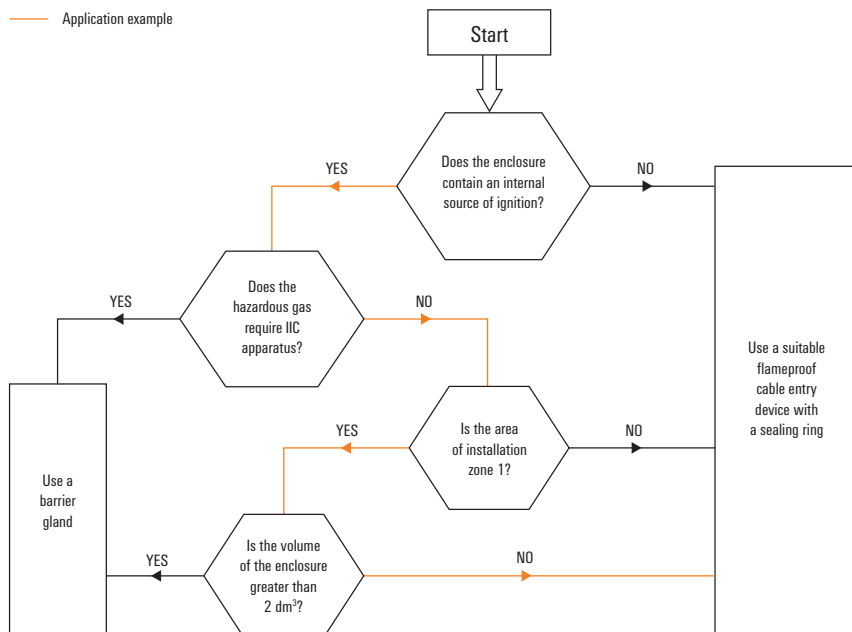 Application example
Start
Does the enclosure
contain an internal
source of ignition?
YES
NO
Does the
hazardous gas
require IIC
apparatus?
YES
NO
Use a suitable
flameproof
cable entry
device with
a sealing ring
Is the area
of installation
zone 1?
YES
NO
Use a
barrier
gland
Is the volume
of the enclosure
greater than
2 dm³?
YES
NO